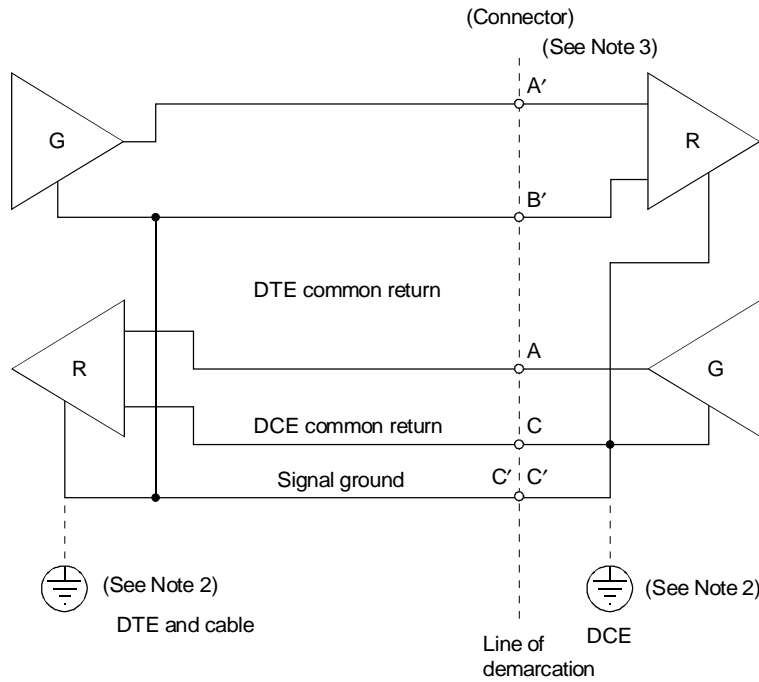 (Connector)
(See Note 3)
A′
G
R
B′
DTE common return
A
R
G
DCE common return
C
Signal ground
C′
C′
(See Note 2)
(See Note 2)
DTE and cable
DCE
Line of
demarcation